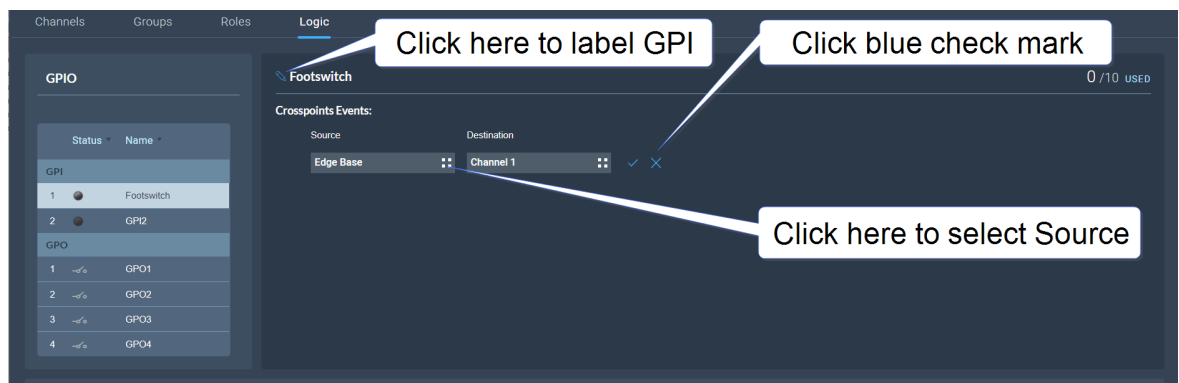 Channels Groups Roles Logic
Click here to label GPI
Click blue check mark
GPIO
Footswitch
0 /10 USED
Crosspoints Events:
Source Destination
Edge Base Channel 1
Status Name
GPI
1 Footswitch
2 GPI2
GPO
1 GPO1
2 GPO2
3 GPO3
4 GPO4
Click here to select Source